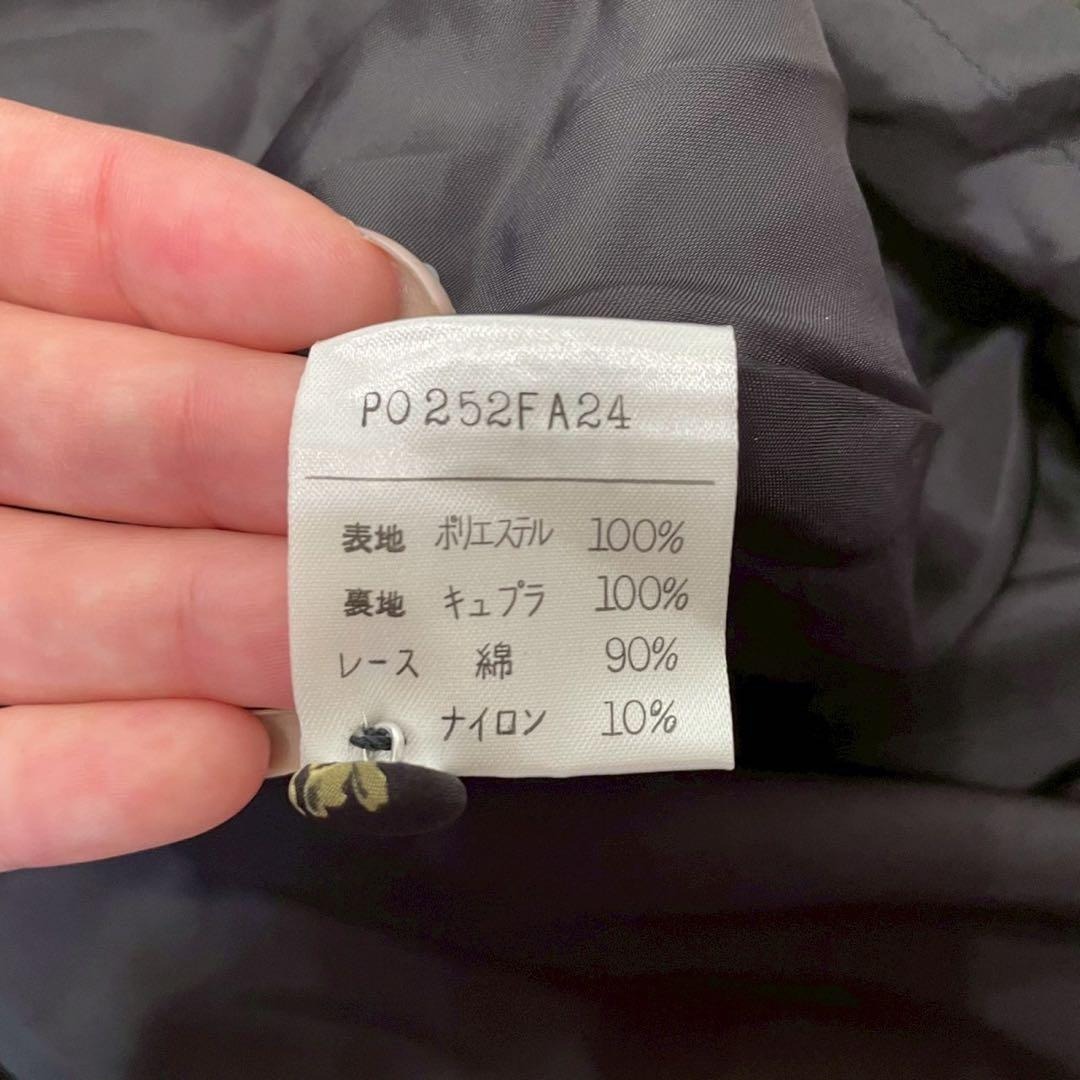 PO252FA24
表地 ポリエステル 100%
裏地 キュプラ 100%
レース 綿 90%
ナイロン 10%